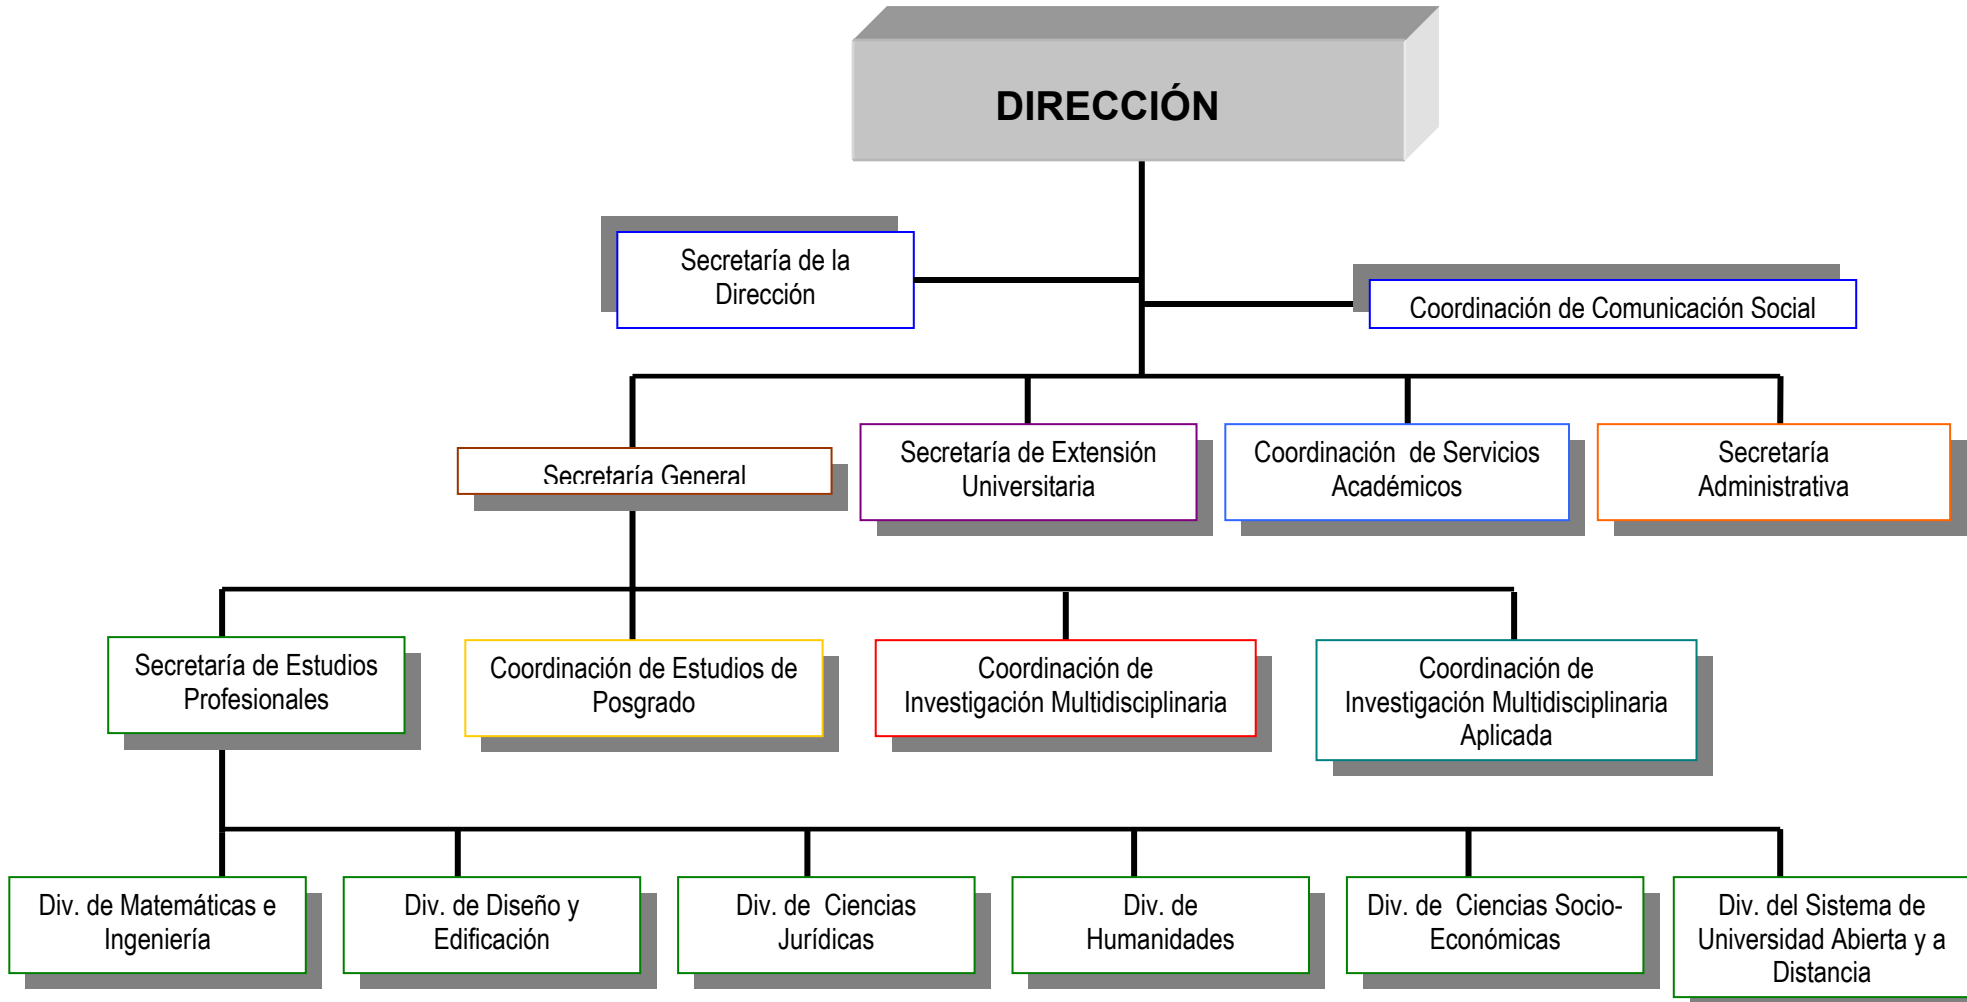 DIRECCIÓN
Secretaría de la
Dirección
Coordinación de Comunicación Social
Secretaría General
Secretaría de Extensión
Universitaria
Coordinación  de Servicios
Académicos
Secretaría
Administrativa
Secretaría de Estudios
Profesionales
Coordinación de Estudios de
Posgrado
Coordinación de
Investigación Multidisciplinaria
Coordinación de
Investigación Multidisciplinaria
Aplicada
Div. de Matemáticas e
Ingeniería
Div. de Diseño y
Edificación
Div. de  Ciencias
Jurídicas
Div. de
Humanidades
Div. de  Ciencias Socio-
Económicas
Div. del Sistema de
Universidad Abierta y a
Distancia